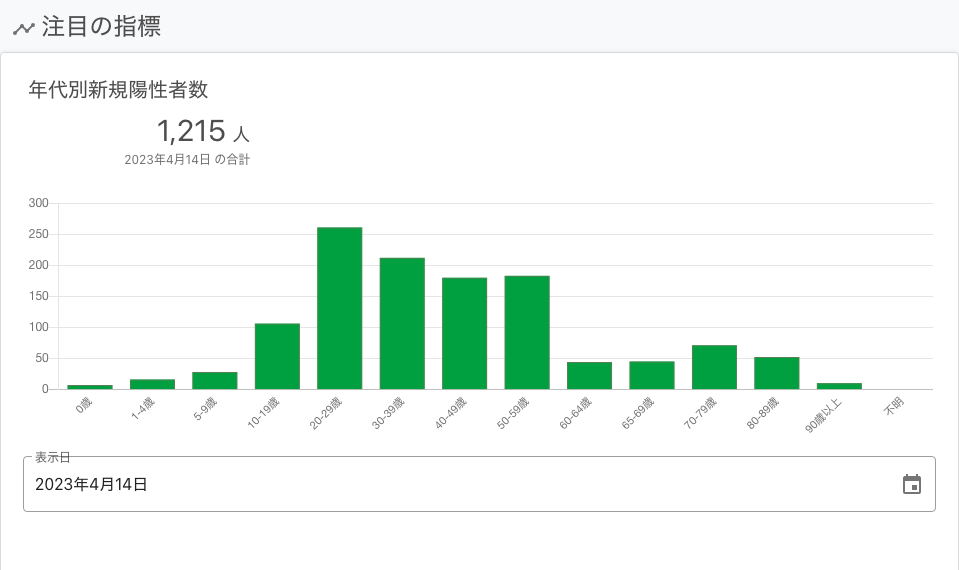 注目の指標
年代別新規陽性者数
1,215 人
2023年4月14日 の合計
300
250
200
150
100
50
0
0歳
1-4歳
5-9歳
10-19歳
20-29歳
30-39歳
40-49歳
50-59歳
60-64歳
65-69歳
70-79歳
80-89歳
90歳以上
不明
表示日
2023年4月14日